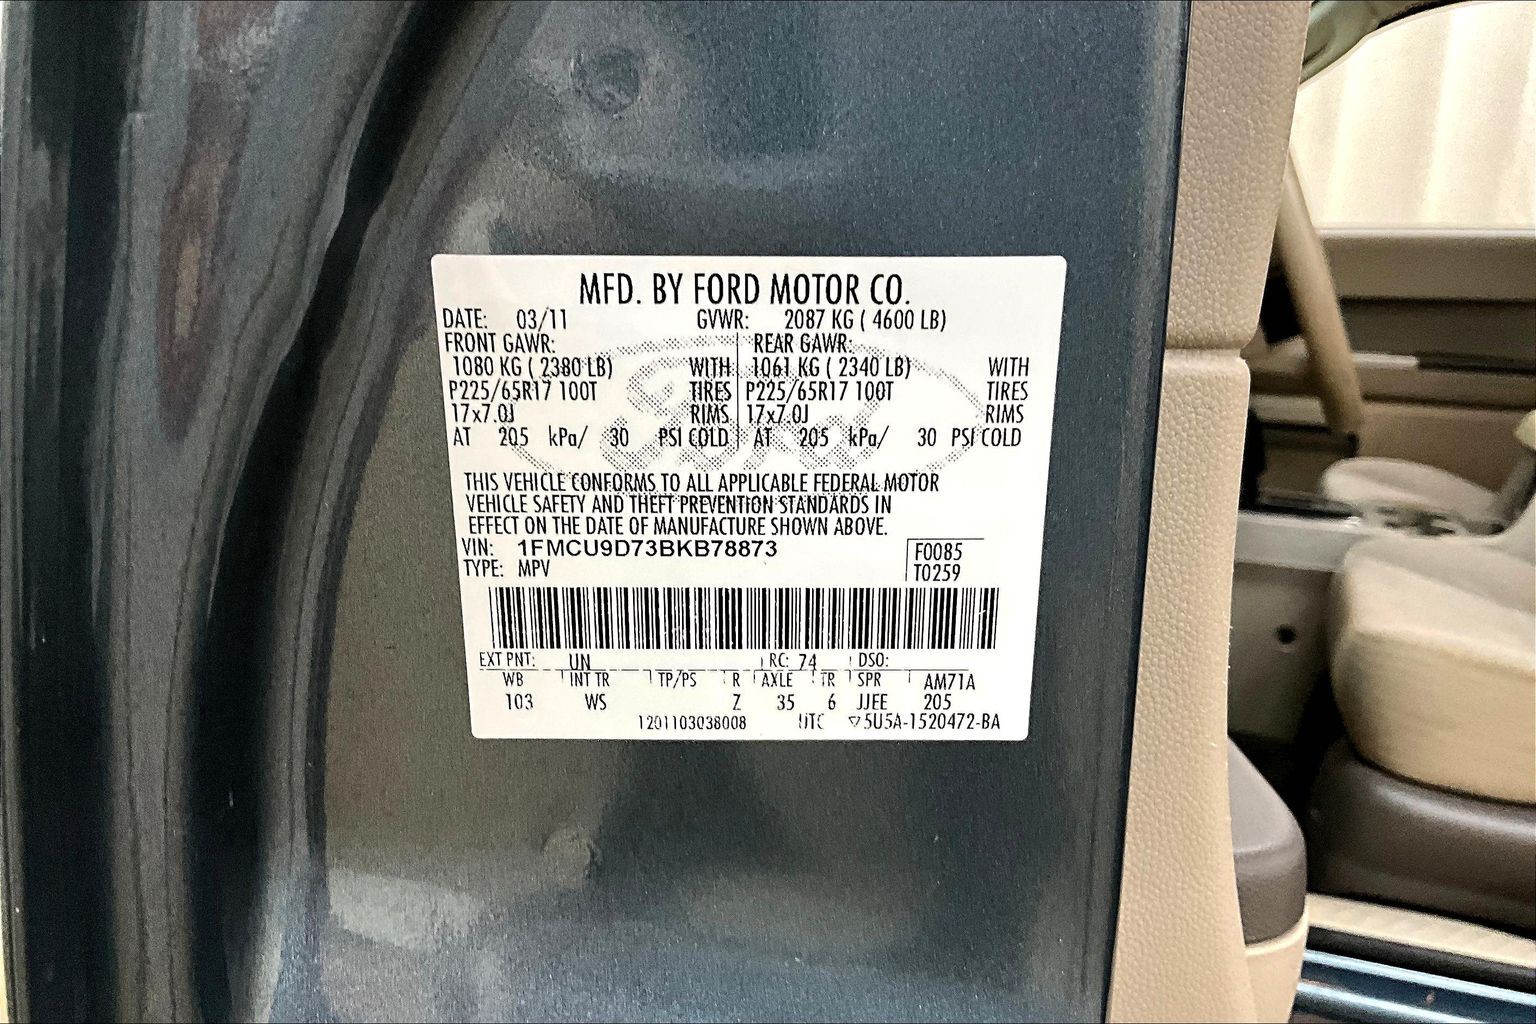 MFD. BY FORD MOTOR CO.
DATE: 03/11 GVWR: 2087 KG ( 4600 LB)
FRONT GAWR: REAR GAWR:
1080 KG ( 2380 LB) WITH 1061 KG ( 2340 LB) WITH
P225/65R17 100T TIRES P225/65R17 100T TIRES
17x7.0J RIMS 17x7.0J RIMS
AT 205 kPa/ 30 PSI COLD AT 205 kPa/ 30 PSI COLD
Ford
THIS VEHICLE CONFORMS TO ALL APPLICABLE FEDERAL MOTOR
VEHICLE SAFETY AND THEFT PREVENTION STANDARDS IN
EFFECT ON THE DATE OF MANUFACTURE SHOWN ABOVE.
VIN: 1FMCU9D73BKB78873 F0085
TYPE: MPV T0259
EXT PNT: UN RC: 74 DSO:
WB INT TR TP/PS R AXLE TR SPR AM71A
103 WS Z 35 6 JJEE 205
1201103038008 UTC ▽5U5A-1520472-BA